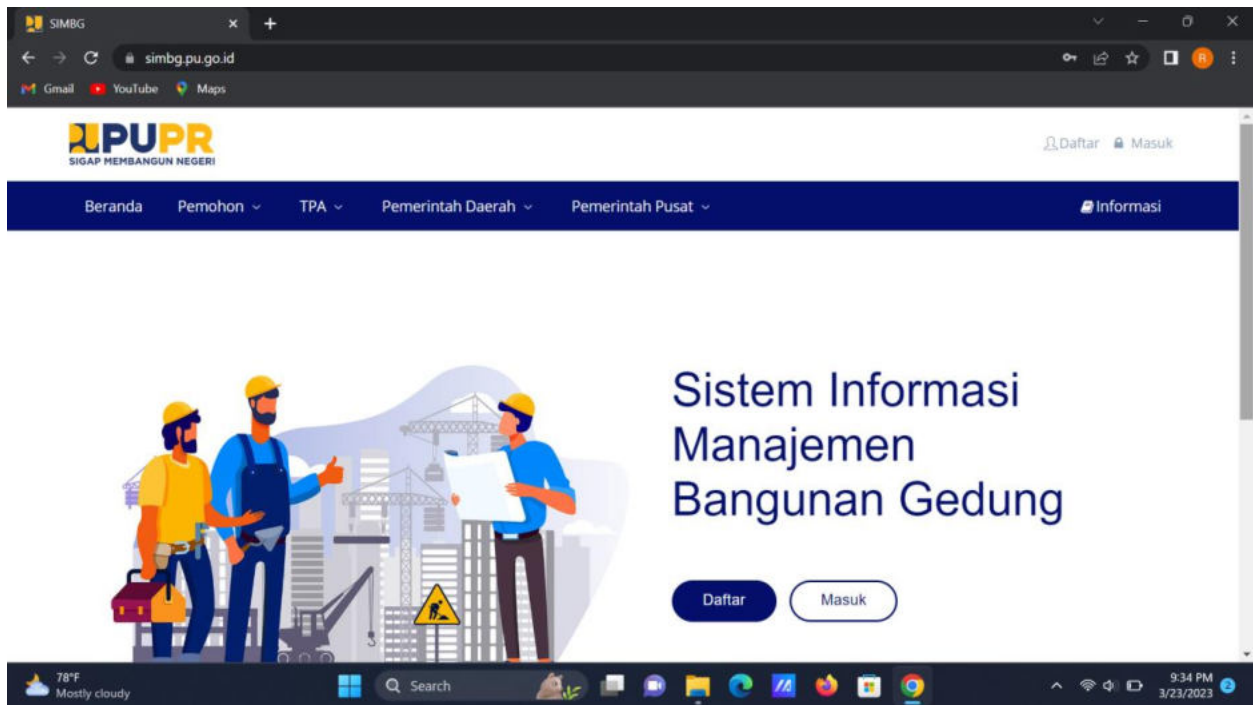 SIMBG
simbg.pu.go.id
Gmail YouTube Maps
PUPR
SIGAP MEMBANGUN NEGERI
Daftar Masuk
Beranda Pemohon TPA Pemerintah Daerah Pemerintah Pusat Informasi
Sistem Informasi
Manajemen
Bangunan Gedung
Daftar Masuk
78°F
Mostly cloudy
Search
9:34 PM
3/23/2023
2
R